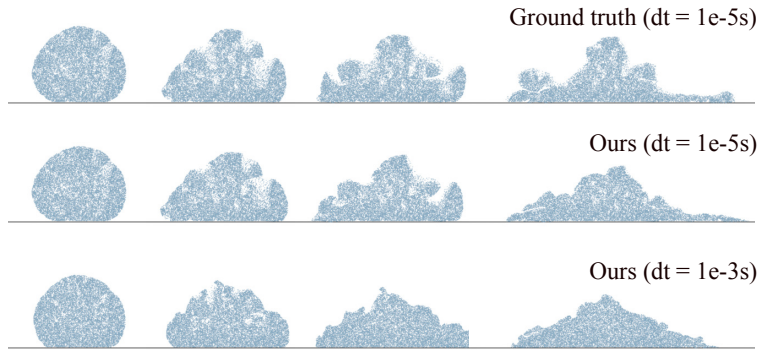 Ground truth (dt = 1e-5s)
Ours (dt = 1e-5s)
Ours (dt = 1e-3s)